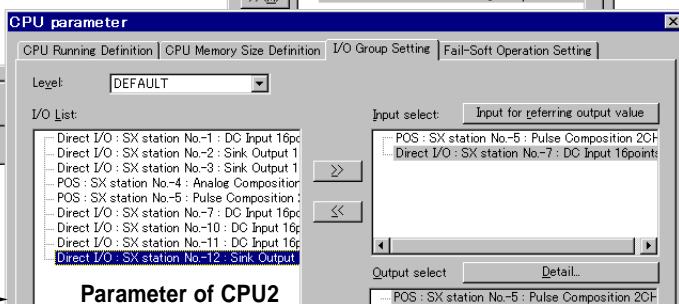 CPU parameter
CPU Running Definition
CPU Memory Size Definition
I/O Group Setting
Fail-Soft Operation Setting
Level:
DEFAULT
I/O List:
Direct I/O : SX station No.-1 : DC Input 16po
Direct I/O : SX station No.-2 : Sink Output 1
Direct I/O : SX station No.-3 : Sink Output 1
POS : SX station No.-4 : Analog Composition
POS : SX station No.-5 : Pulse Composition
Direct I/O : SX station No.-7 : DC Input 16po
Direct I/O : SX station No.-10 : DC Input 16p
Direct I/O : SX station No.-11 : DC Input 16p
Direct I/O : SX station No.-12 : Sink Output
>>
<<
Input select:
Input for referring output value
POS : SX station No.-5 : Pulse Composition 2CH
Direct I/O : SX station No.-7 : DC Input 16points
Output select
Detail...
POS : SX station No.-5 : Pulse Composition 2CH
Parameter of CPU2